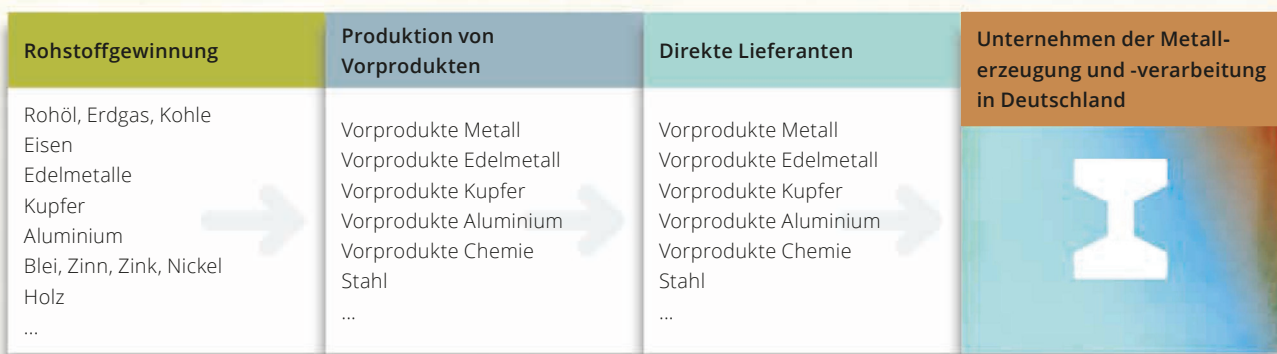 Rohstoffgewinnung
Rohöl, Erdgas, Kohle
Eisen
Edelmetalle
Kupfer
Aluminium
Blei, Zinn, Zink, Nickel
Holz
...
Produktion von
Vorprodukten
Vorprodukte Metall
Vorprodukte Edelmetall
Vorprodukte Kupfer
Vorprodukte Aluminium
Vorprodukte Chemie
Stahl
...
Direkte Lieferanten
Vorprodukte Metall
Vorprodukte Edelmetall
Vorprodukte Kupfer
Vorprodukte Aluminium
Vorprodukte Chemie
Stahl
...
Unternehmen der Metall-
erzeugung und -verarbeitung
in Deutschland